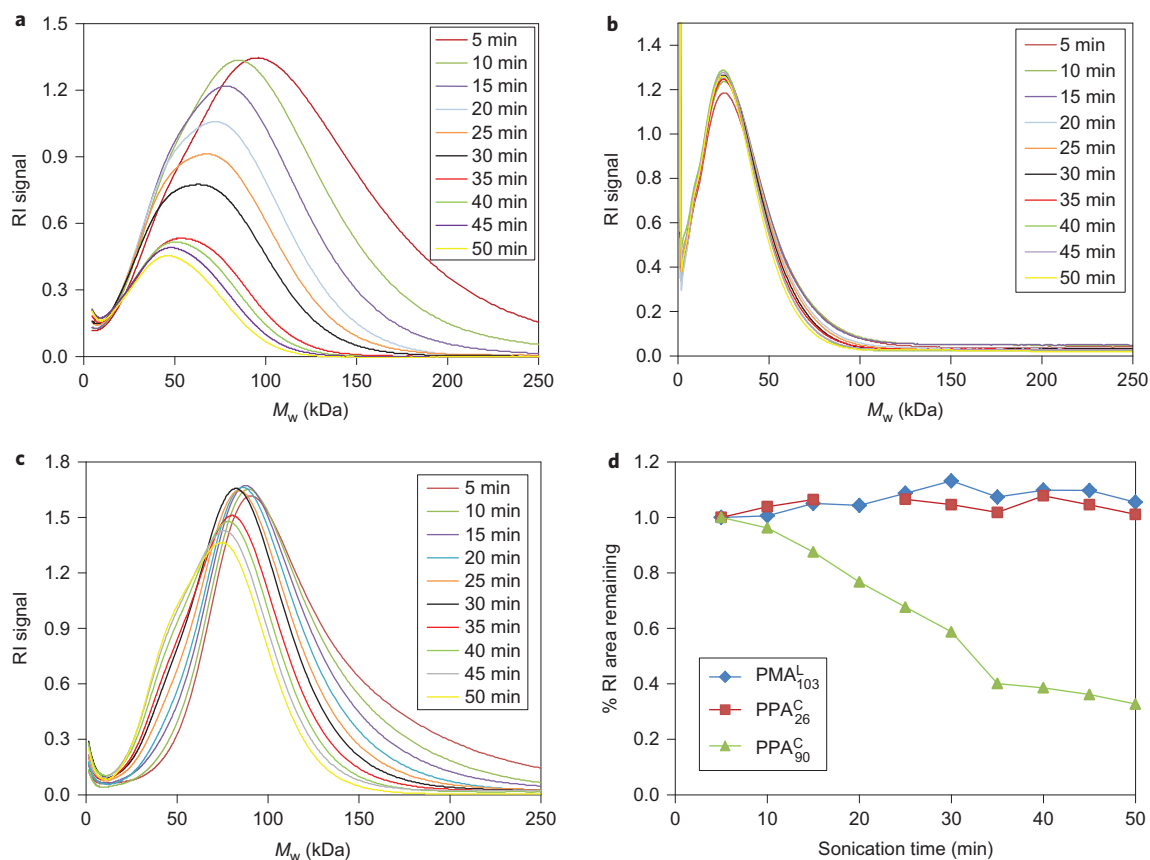 a
1.5
1.2
0.9
0.6
0.3
0.0
0 50 100 150 200 250
RI signal
Mw (kDa)
5 min
10 min
15 min
20 min
25 min
30 min
35 min
40 min
45 min
50 min
b
1.4
1.2
1.0
0.8
0.6
0.4
0.2
0.0
0 50 100 150 200 250
RI signal
Mw (kDa)
5 min
10 min
15 min
20 min
25 min
30 min
35 min
40 min
45 min
50 min
c
1.8
1.5
1.2
0.9
0.6
0.3
0.0
0 50 100 150 200 250
RI signal
Mw (kDa)
5 min
10 min
15 min
20 min
25 min
30 min
35 min
40 min
45 min
50 min
d
1.2
1.0
0.8
0.6
0.4
0.2
0.0
10 20 30 40 50
% RI area remaining
Sonication time (min)
PMA^L_103
PPA^C_26
PPA^C_90